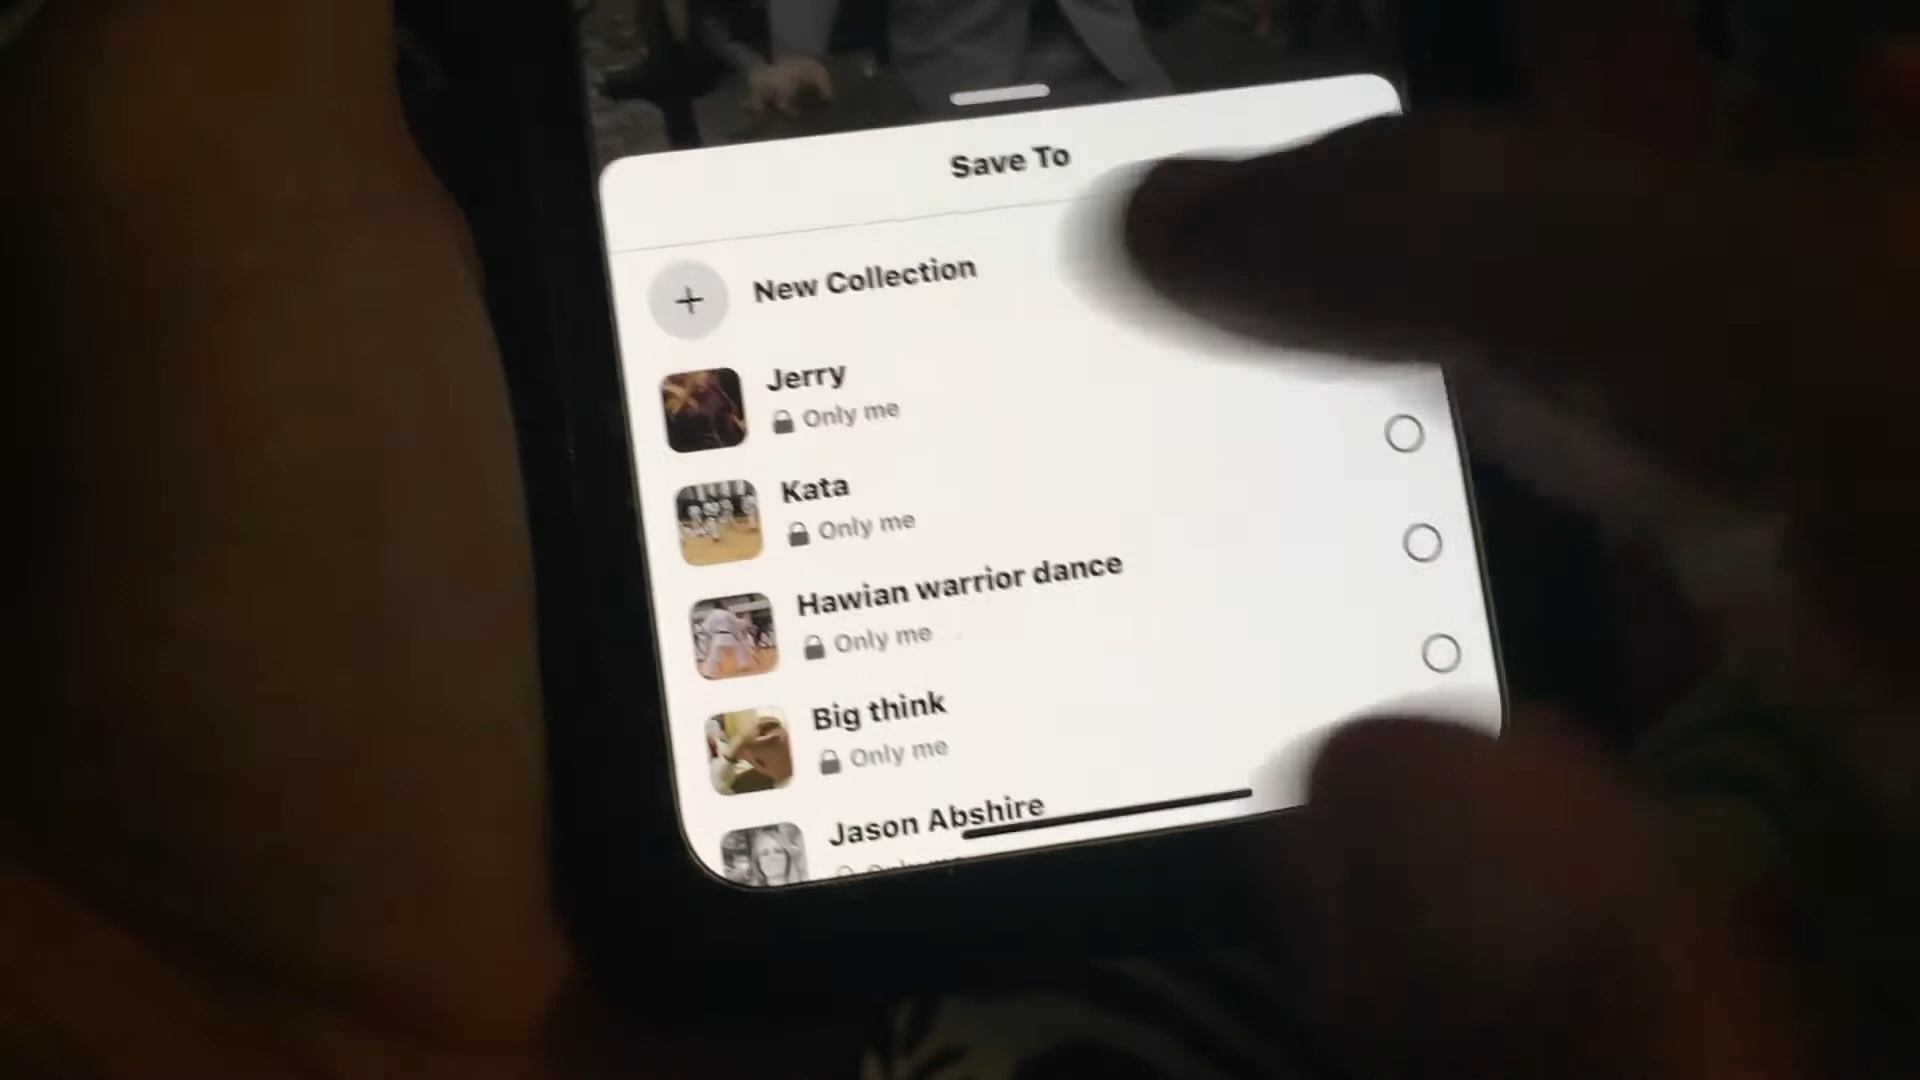 Save To
New Collection
Jerry
Only me
Kata
Only me
Hawian warrior dance
Only me
Big think
Only me
Jason Abshire